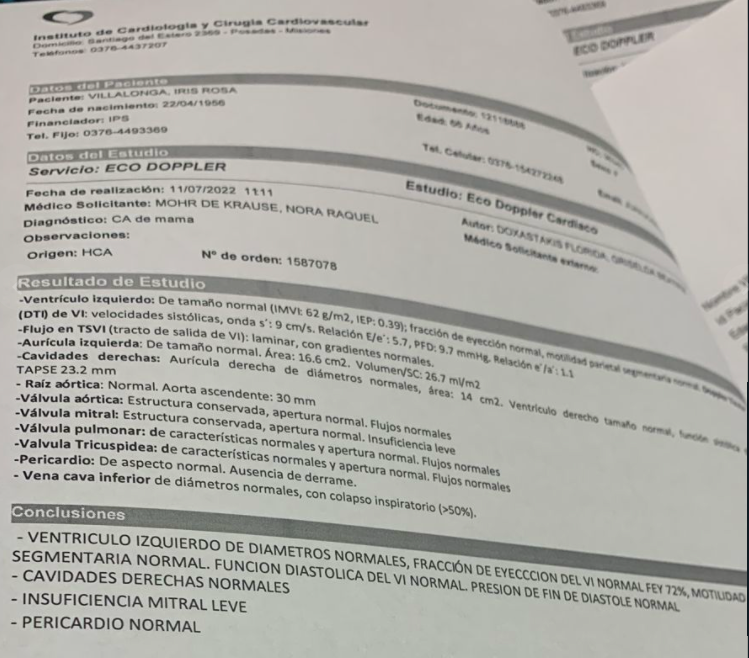 Instituto de Cardiología y Cirugía Cardiovascular
Domicilio: Santiago del Estero 2365 - Posadas - Misiones
Teléfonos: 0376-4437207
ECO DOPPLER
Datos del Paciente
Paciente: VILLALONGA, IRIS ROSA
Documento: 12118668
Fecha de nacimiento: 22/04/1956
Edad: 66 Años
Financiador: IPS
Tel. Fijo: 0376-4493369
Tel. Celular: 0376-154272248
Datos del Estudio
Servicio: ECO DOPPLER
Estudio: Eco Doppler Cardiaco
Fecha de realización: 11/07/2022 11:11
Autor: DOXASTAKIS FLORIDA,
Médico Solicitante: MOHR DE KRAUSE, NORA RAQUEL
Médico Solicitante externo:
Diagnóstico: CA de mama
Observaciones:
Origen: HCA Nº de orden: 1587078
Resultado de Estudio
-Ventrículo izquierdo: De tamaño normal (IMVI: 62 g/m2, IEP: 0.39); fracción de eyección normal, motilidad parietal segmentaria normal. Doppler
(DTI) de VI: velocidades sistólicas, onda s´: 9 cm/s. Relación E/e´: 5.7, PFD: 9.7 mmHg. Relación e´/a´: 1.1
-Flujo en TSVI (tracto de salida de VI): laminar, con gradientes normales.
-Aurícula izquierda: De tamaño normal. Área: 16.6 cm2. Volumen/SC: 26.7 ml/m2
-Cavidades derechas: Aurícula derecha de diámetros normales, área: 14 cm2. Ventrículo derecho tamaño normal, función
TAPSE 23.2 mm
- Raíz aórtica: Normal. Aorta ascendente: 30 mm
-Válvula aórtica: Estructura conservada, apertura normal. Flujos normales
-Válvula mitral: Estructura conservada, apertura normal. Insuficiencia leve
-Válvula pulmonar: de características normales y apertura normal. Flujos normales
-Valvula Tricuspidea: de características normales y apertura normal. Flujos normales
-Pericardio: De aspecto normal. Ausencia de derrame.
- Vena cava inferior de diámetros normales, con colapso inspiratorio (>50%).
Conclusiones
- VENTRICULO IZQUIERDO DE DIAMETROS NORMALES, FRACCIÓN DE EYECCCION DEL VI NORMAL FEY 72%, MOTILIDAD
SEGMENTARIA NORMAL. FUNCION DIASTOLICA DEL VI NORMAL. PRESION DE FIN DE DIASTOLE NORMAL
- CAVIDADES DERECHAS NORMALES
- INSUFICIENCIA MITRAL LEVE
- PERICARDIO NORMAL